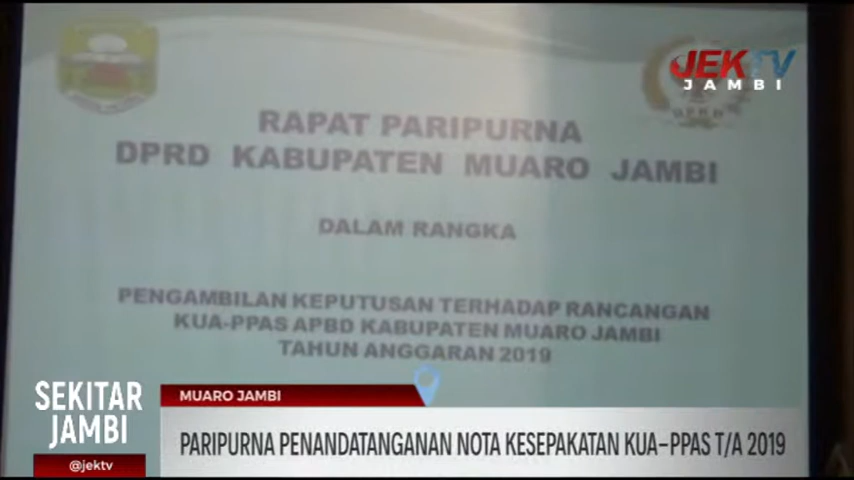 JEKTV
JAMBI
DPRD
RAPAT PARIPURNA
DPRD KABUPATEN MUARO JAMBI
DALAM RANGKA
PENGAMBILAN KEPUTUSAN TERHADAP RANCANGAN
KUA-PPAS APBD KABUPATEN MUARO JAMBI
TAHUN ANGGARAN 2019
SEKITAR
JAMBI
@jektv
MUARO JAMBI
PARIPURNA PENANDATANGANAN NOTA KESEPAKATAN KUA-PPAS T/A 2019